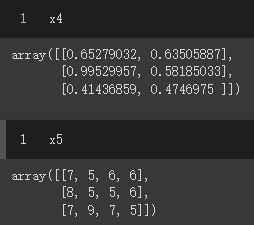 1 x4
array([[0.65279032, 0.63505887],
[0.99529957, 0.58185033],
[0.41436859, 0.4746975 ]])
1 x5
array([[7, 5, 6, 6],
[8, 5, 5, 6],
[7, 9, 7, 5]])